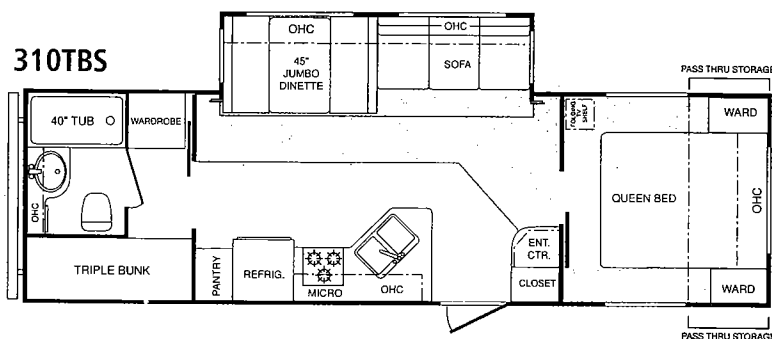 310TBS
OHC
45"
JUMBO
DINETTE
OHC
SOFA
PASS THRU STORAGE
40" TUB
WARDROBE
FOLDING
TV
SHELF
WARD
OHC
QUEEN BED
OHC
TRIPLE BUNK
PANTRY
REFRIG.
MICRO
OHC
ENT.
CTR.
CLOSET
WARD
PASS THRU STORAGE